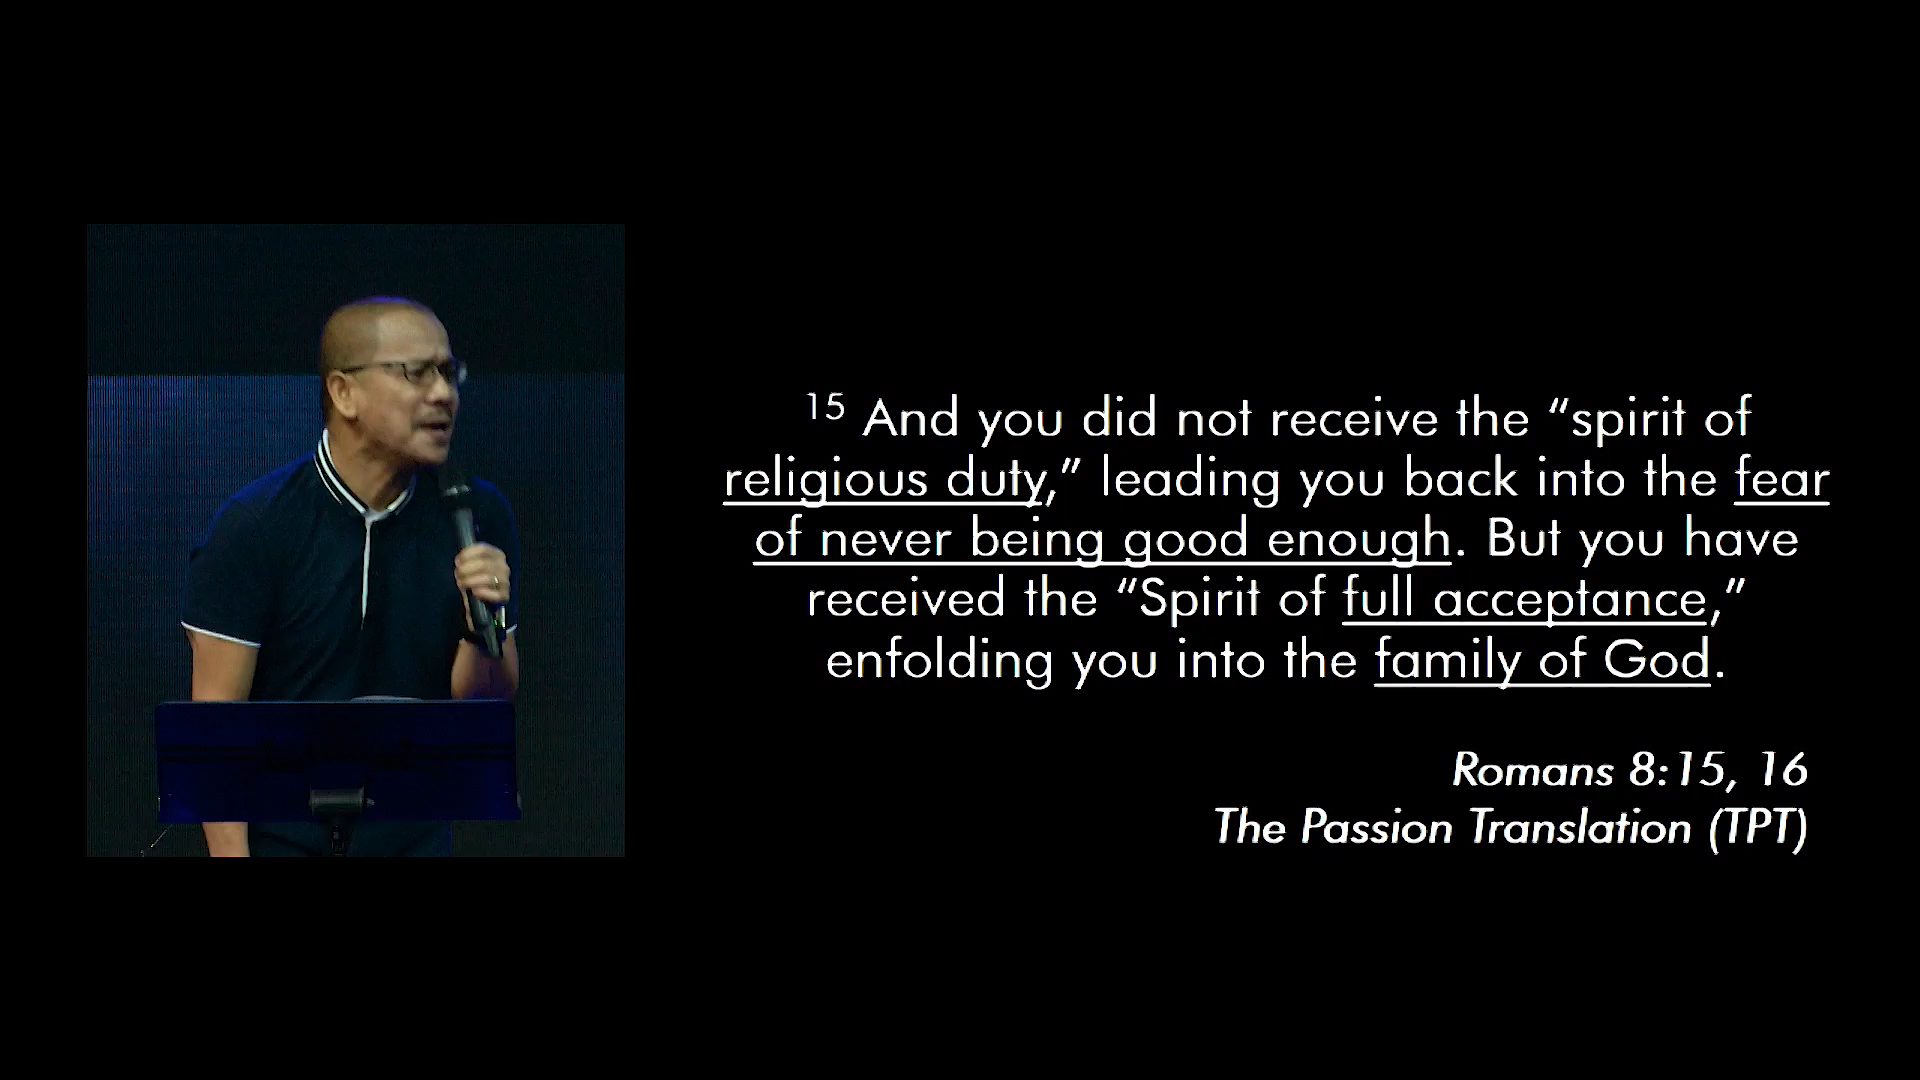 15 And you did not receive the “spirit of
religious duty,” leading you back into the fear
of never being good enough. But you have
received the “Spirit of full acceptance,”
enfolding you into the family of God.
Romans 8:15, 16
The Passion Translation (TPT)